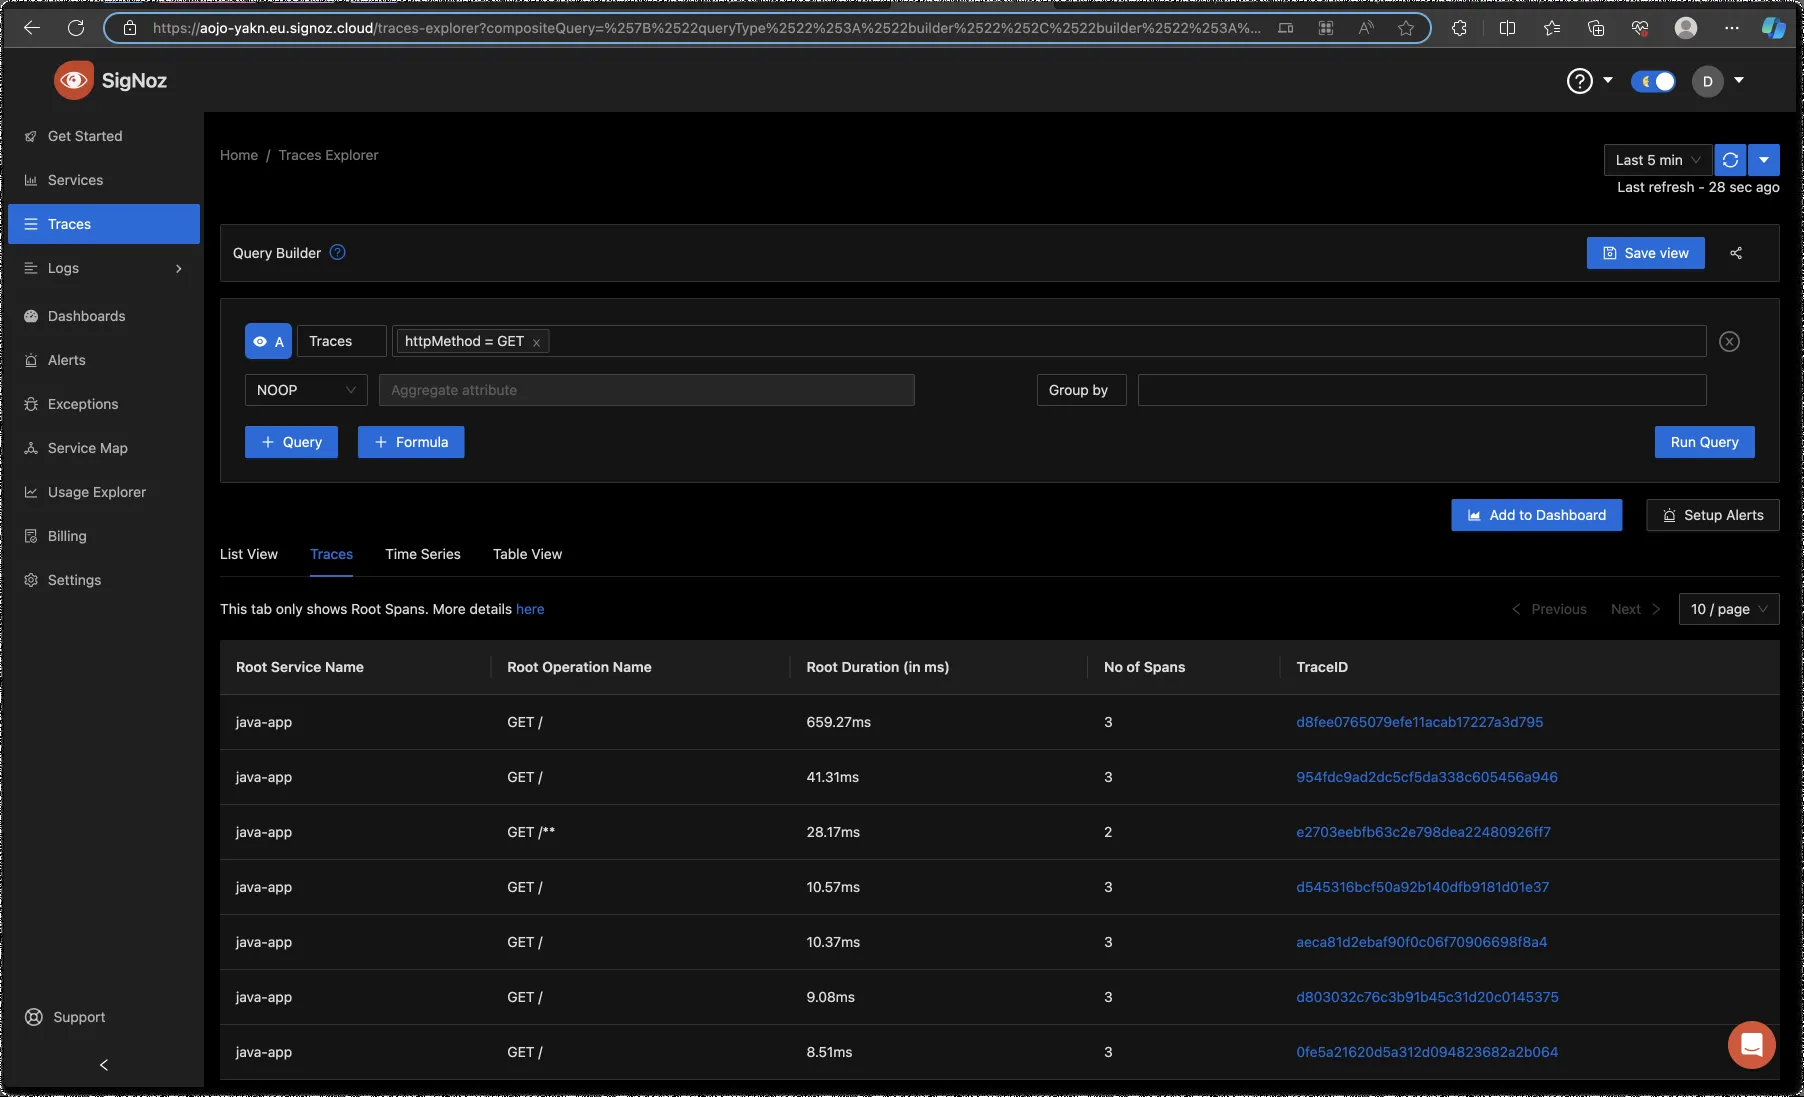 https://aojo-yakn.eu.signoz.cloud/traces-explorer?compositeQuery=%257B%2522queryType%2522%253A%2522builder%2522%252C%2522builder%2522%253A%...
SigNoz
D
Get Started
Services
Traces
Logs
Dashboards
Alerts
Exceptions
Service Map
Usage Explorer
Billing
Settings
Support
Home / Traces Explorer
Last 5 min
Last refresh - 28 sec ago
Query Builder
Save view
A Traces httpMethod = GET x
NOOP Aggregate attribute Group by
+ Query + Formula Run Query
Add to Dashboard Setup Alerts
List View Traces Time Series Table View
This tab only shows Root Spans. More details here
< Previous Next > 10 / page
Root Service Name Root Operation Name Root Duration (in ms) No of Spans TraceID
java-app GET / 659.27ms 3 d8fee0765079efe11acab17227a3d795
java-app GET / 41.31ms 3 954fdc9ad2dc5cf5da338c605456a946
java-app GET /** 28.17ms 2 e2703eebfb63c2e798dea22480926ff7
java-app GET / 10.57ms 3 d545316bcf50a92b140dfb9181d01e37
java-app GET / 10.37ms 3 aeca81d2ebaf90f0c06f70906698f8a4
java-app GET / 9.08ms 3 d803032c76c3b91b45c31d20c0145375
java-app GET / 8.51ms 3 0fe5a21620d5a312d094823682a2b064